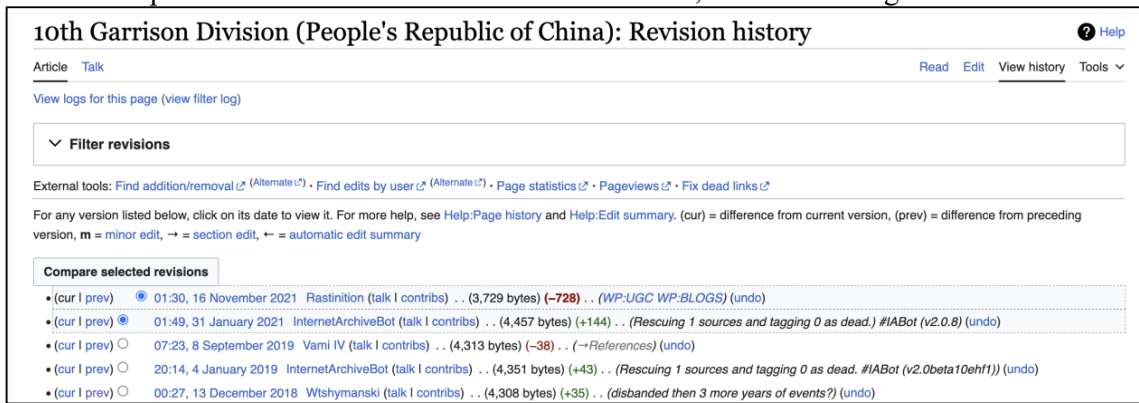 10th Garrison Division (People's Republic of China): Revision history
Help
Article Talk
Read Edit View history Tools
View logs for this page (view filter log)
Filter revisions
External tools: Find addition/removal (Alternate) • Find edits by user (Alternate) • Page statistics • Pageviews • Fix dead links
For any version listed below, click on its date to view it. For more help, see Help:Page history and Help:Edit summary. (cur) = difference from current version, (prev) = difference from preceding
version, m = minor edit, → = section edit, ← = automatic edit summary
Compare selected revisions
• (cur | prev) 01:30, 16 November 2021 Rastinition (talk | contribs) . . (3,729 bytes) (−728) . . (WP:UGC WP:BLOGS) (undo)
• (cur | prev) 01:49, 31 January 2021 InternetArchiveBot (talk | contribs) . . (4,457 bytes) (+144) . . (Rescuing 1 sources and tagging 0 as dead.) #IABot (v2.0.8) (undo)
• (cur | prev) 07:23, 8 September 2019 Vami IV (talk | contribs) . . (4,313 bytes) (−38) . . (→References) (undo)
• (cur | prev) 20:14, 4 January 2019 InternetArchiveBot (talk | contribs) . . (4,351 bytes) (+43) . . (Rescuing 1 sources and tagging 0 as dead. #IABot (v2.0beta10ehf1)) (undo)
• (cur | prev) 00:27, 13 December 2018 Wtshymanski (talk | contribs) . . (4,308 bytes) (+35) . . (disbanded then 3 more years of events?) (undo)